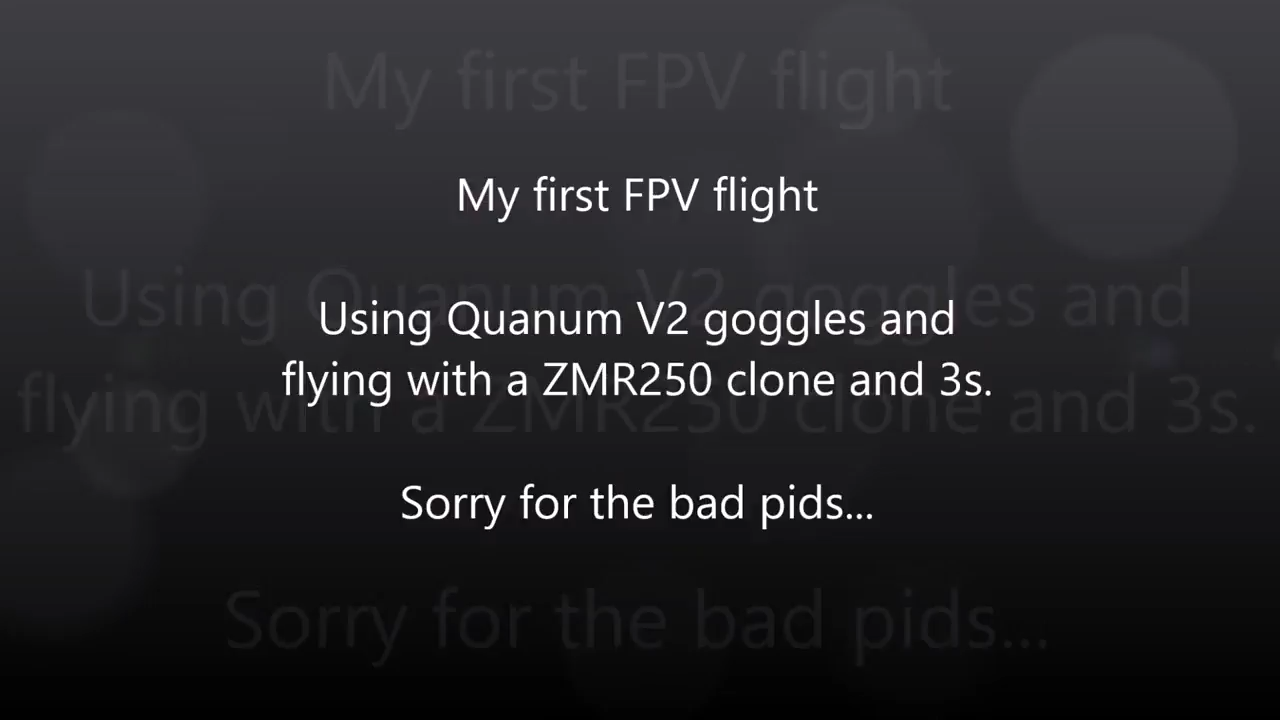 My first FPV flight
Using Quanum V2 goggles and
flying with a ZMR250 clone and 3s.
Sorry for the bad pids...